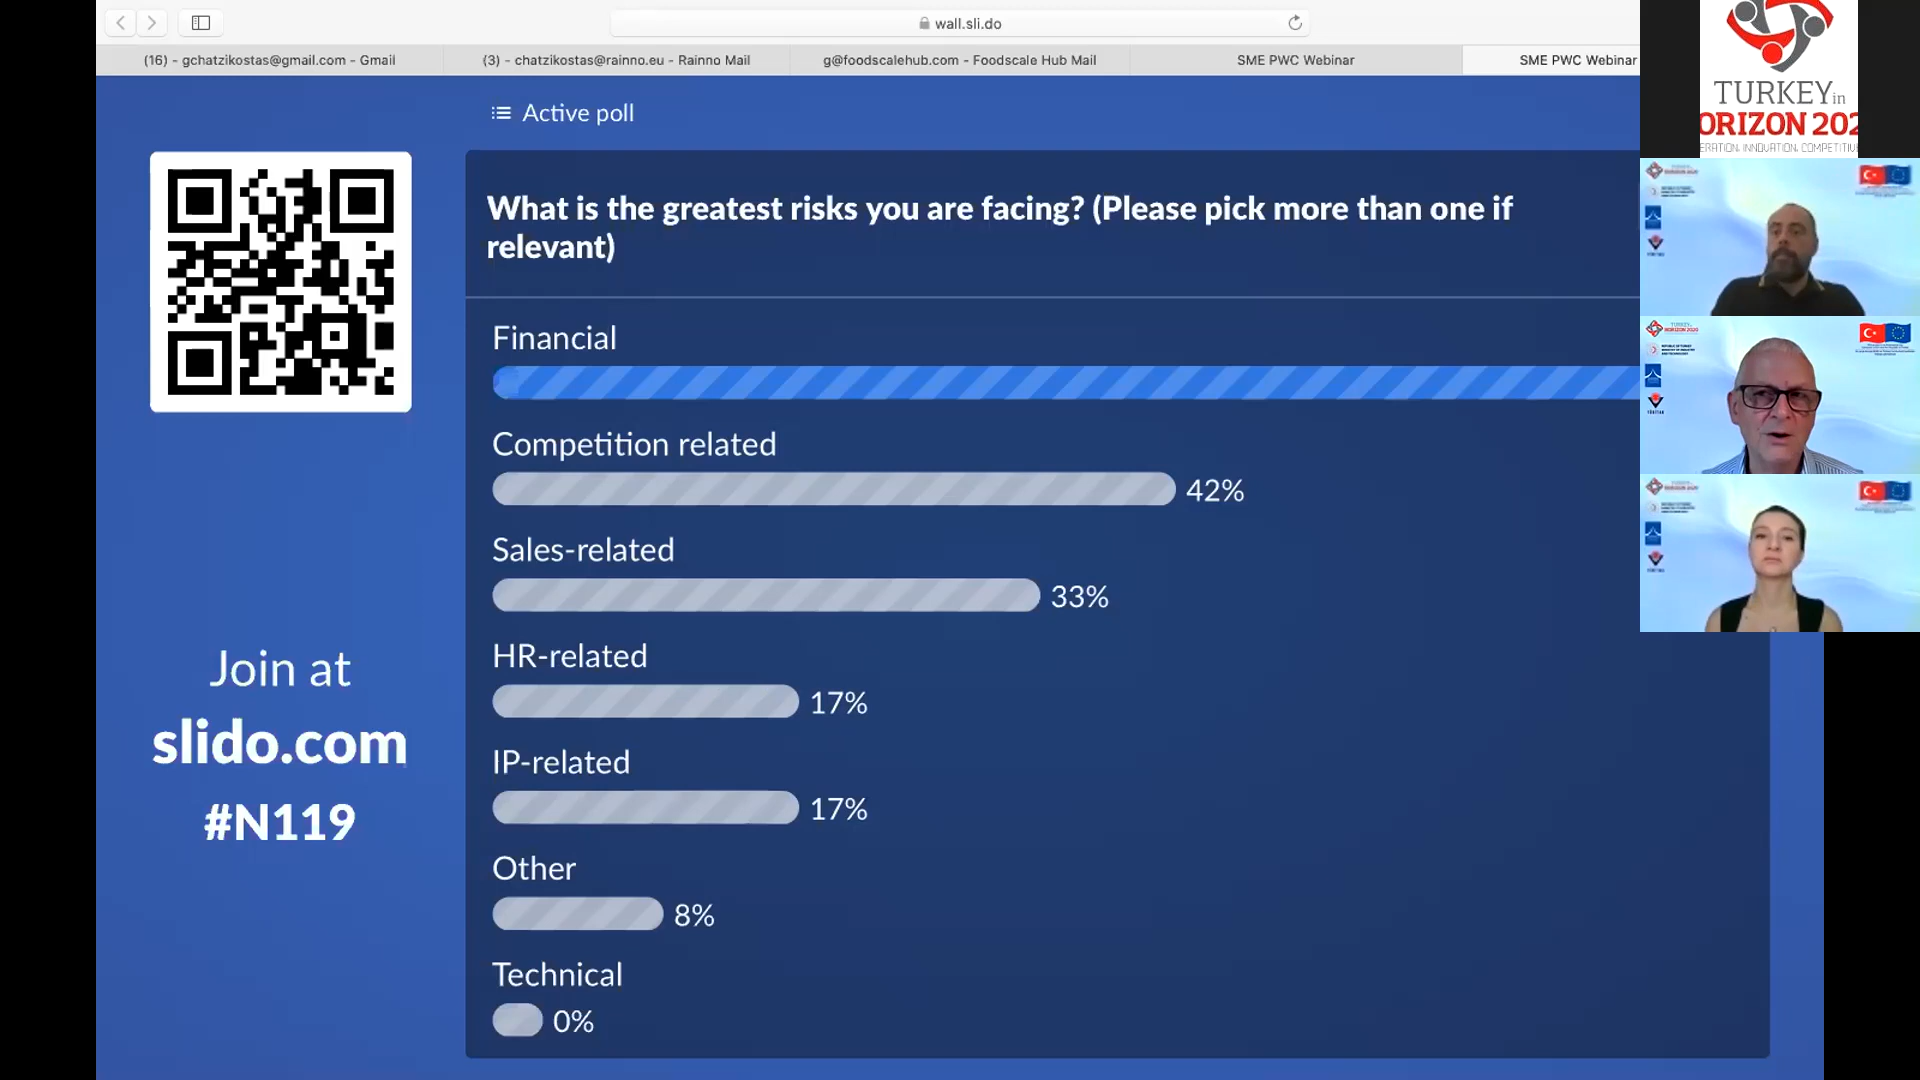 wall.sli.do
(16) - gchatzikostas@gmail.com - Gmail
(3) - chatzikostas@rainno.eu - Rainno Mail
g@foodscalehub.com - Foodscale Hub Mail
SME PWC Webinar
SME PWC Webinar
Active poll
What is the greatest risks you are facing? (Please pick more than one if
relevant)
Financial
Competition related
42%
Sales-related
33%
HR-related
17%
IP-related
17%
Other
8%
Technical
0%
Join at
slido.com
#N119
TURKEY in
ORIZON 202
ERATION, INNOVATION, COMPETITIVE